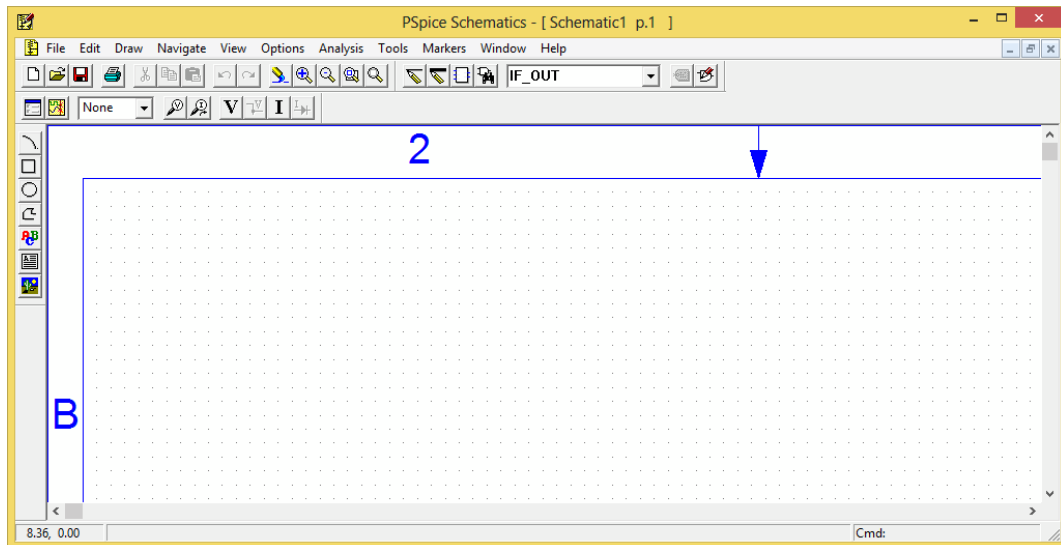 PSpice Schematics - [ Schematic1 p.1 ]
File Edit Draw Navigate View Options Analysis Tools Markers Window Help
IF_OUT
None V I
2
B
8.36, 0.00 Cmd: